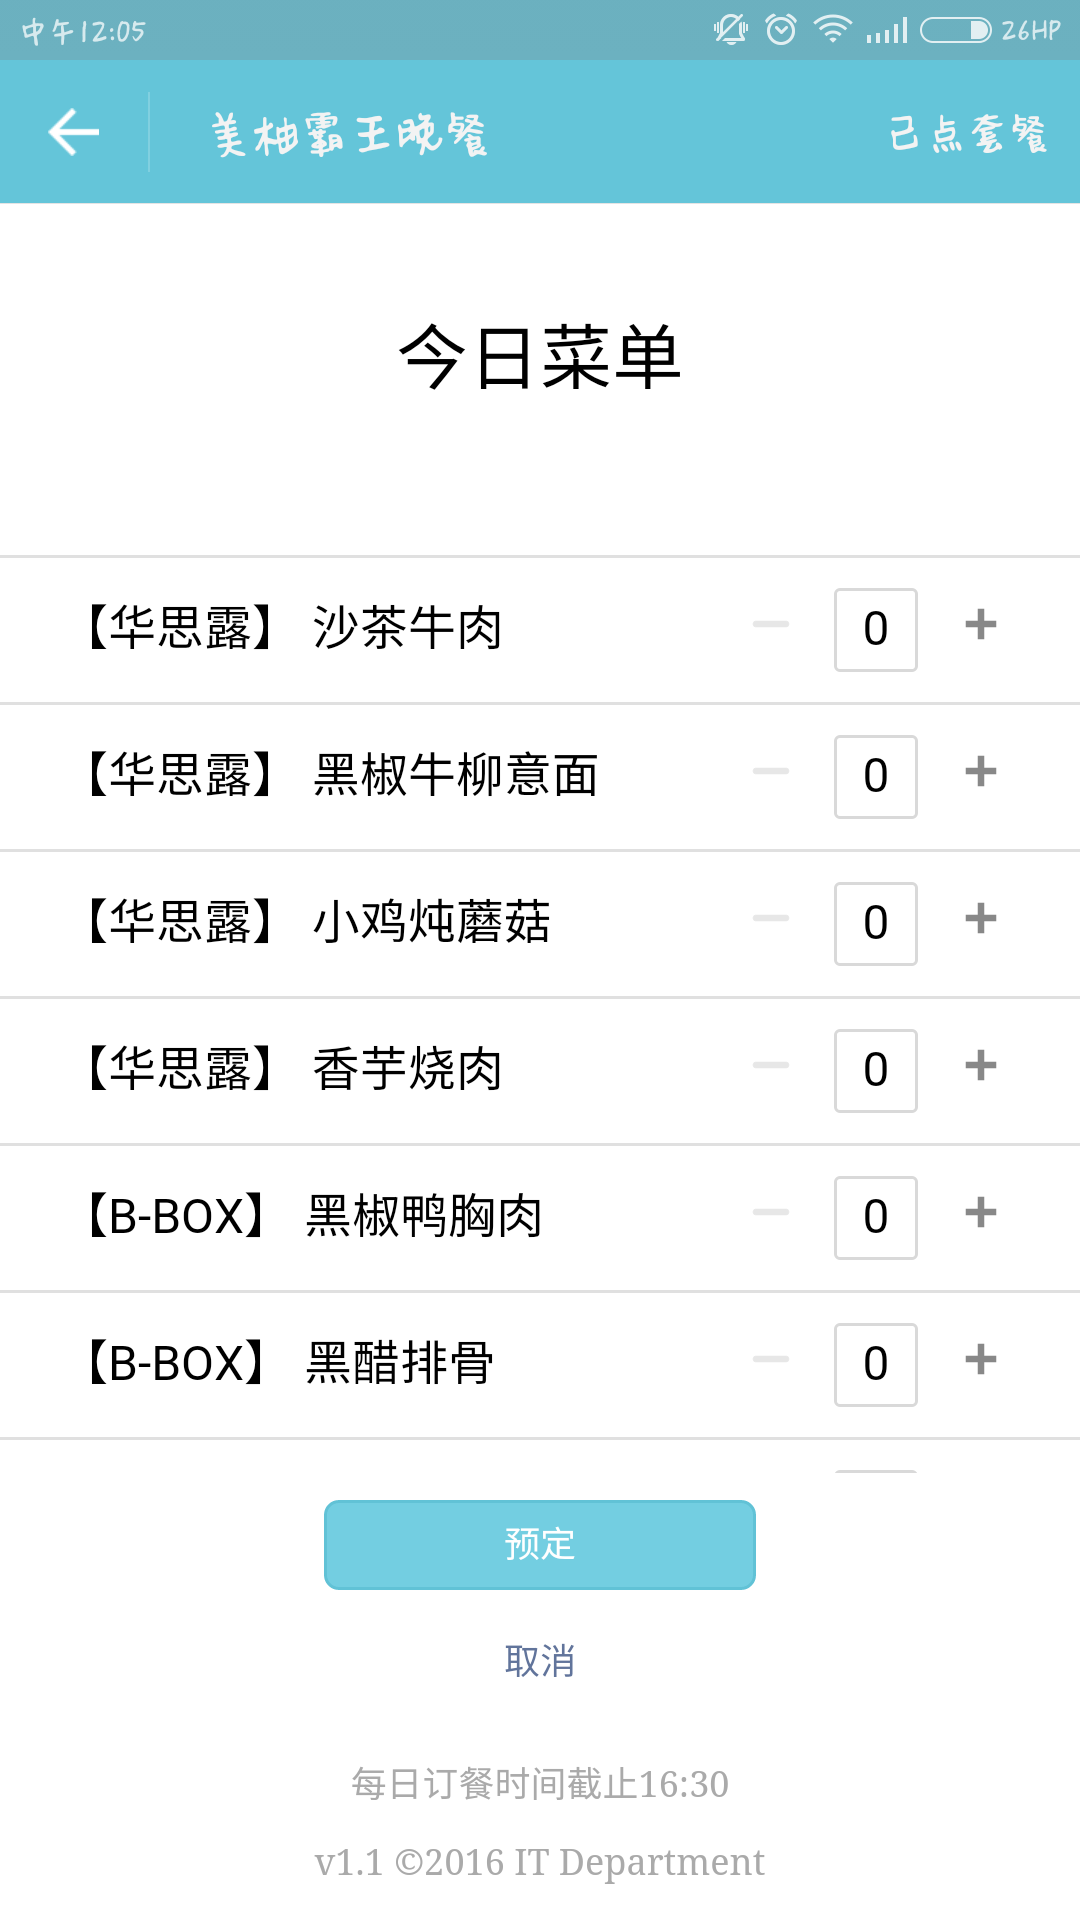 中午12:05 26HP
美柚霸王晚餐 已点套餐
今日菜单
【华思露】 沙茶牛肉 0
【华思露】 黑椒牛柳意面 0
【华思露】 小鸡炖蘑菇 0
【华思露】 香芋烧肉 0
【B-BOX】 黑椒鸭胸肉 0
【B-BOX】 黑醋排骨 0
预定
取消
每日订餐时间截止16:30
v1.1 ©2016 IT Department